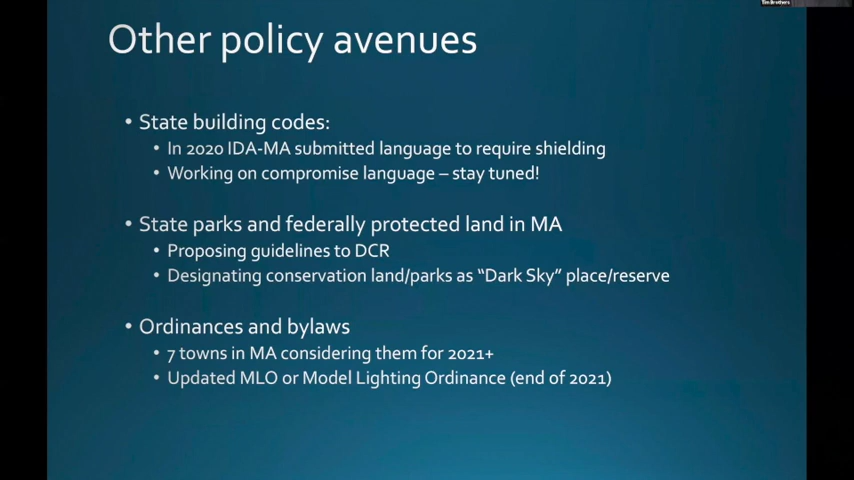 Tim Brothers
Other policy avenues
• State building codes:
• In 2020 IDA-MA submitted language to require shielding
• Working on compromise language – stay tuned!
• State parks and federally protected land in MA
• Proposing guidelines to DCR
• Designating conservation land/parks as “Dark Sky” place/reserve
• Ordinances and bylaws
• 7 towns in MA considering them for 2021+
• Updated MLO or Model Lighting Ordinance (end of 2021)